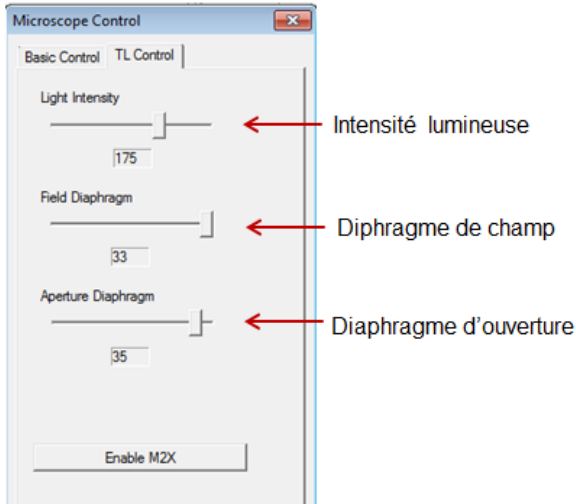 Microscope Control
Basic Control TL Control
Light Intensity
Intensité lumineuse
175
Field Diaphragm
Diphragme de champ
33
Aperture Diaphragm
Diaphragme d'ouverture
35
Enable M2X